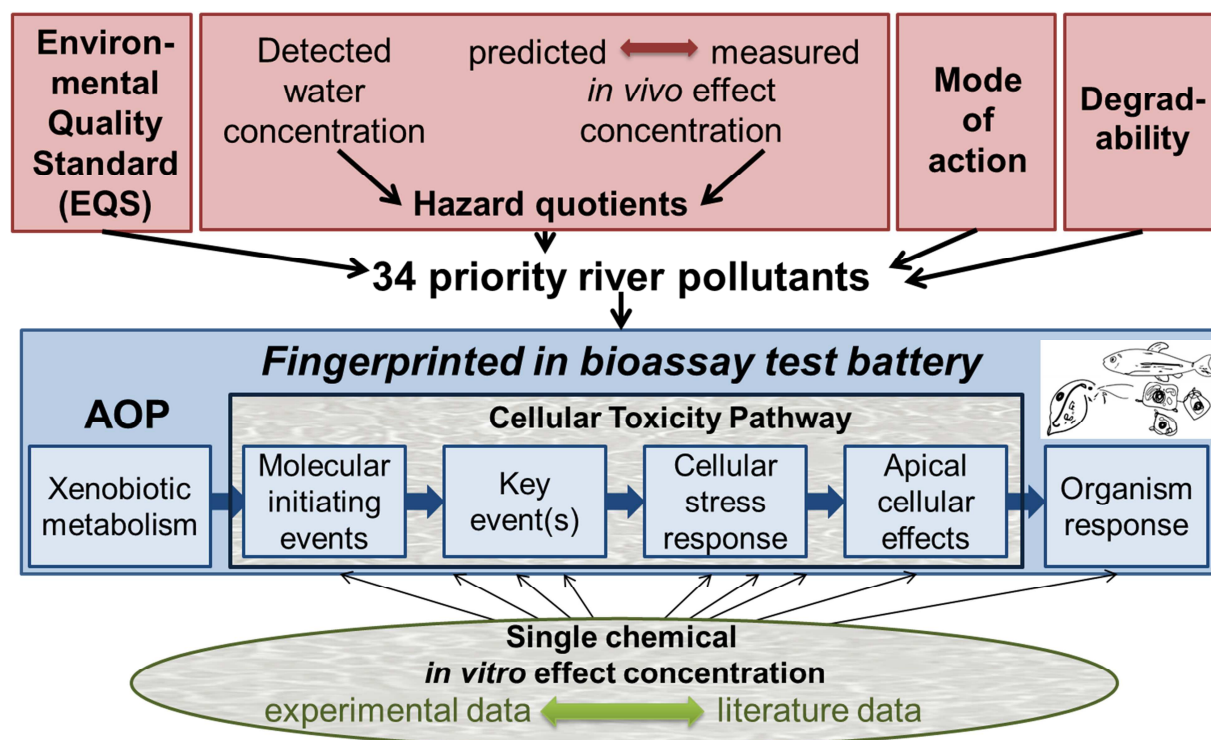 Environ-
mental
Quality
Standard
(EQS)
Detected
water
concentration
predicted measured
in vivo effect
concentration
Hazard quotients
Mode
of
action
Degrad-
ability
34 priority river pollutants
Fingerprinted in bioassay test battery
AOP
Cellular Toxicity Pathway
Xenobiotic
metabolism
Molecular
initiating
events
Key
event(s)
Cellular
stress
response
Apical
cellular
effects
Organism
response
Single chemical
in vitro effect concentration
experimental data literature data